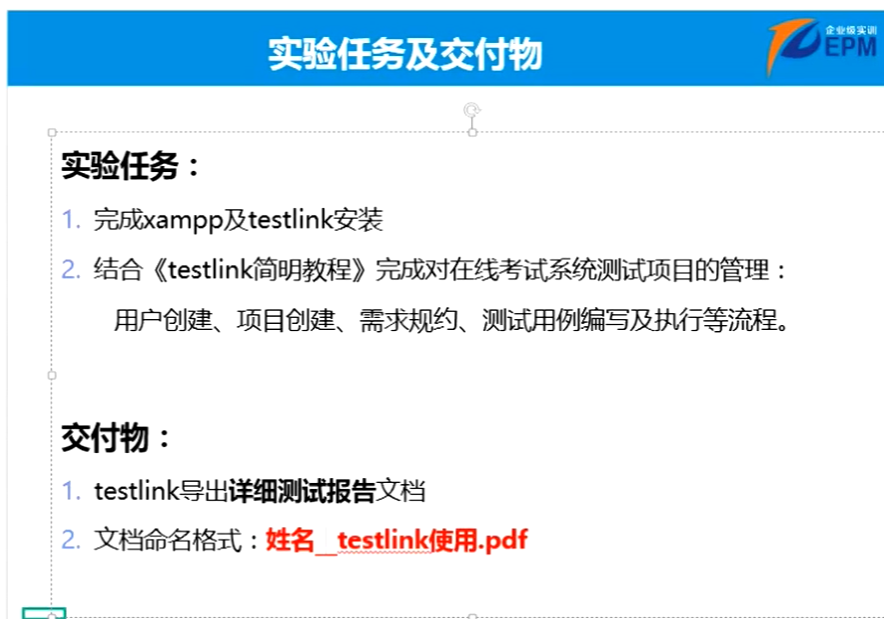 实验任务及交付物
企业级实训
EPM
实验任务：
1. 完成xampp及testlink安装
2. 结合《testlink简明教程》完成对在线考试系统测试项目的管理：
用户创建、项目创建、需求规约、测试用例编写及执行等流程。
交付物：
1. testlink导出详细测试报告文档
2. 文档命名格式：姓名__testlink使用.pdf